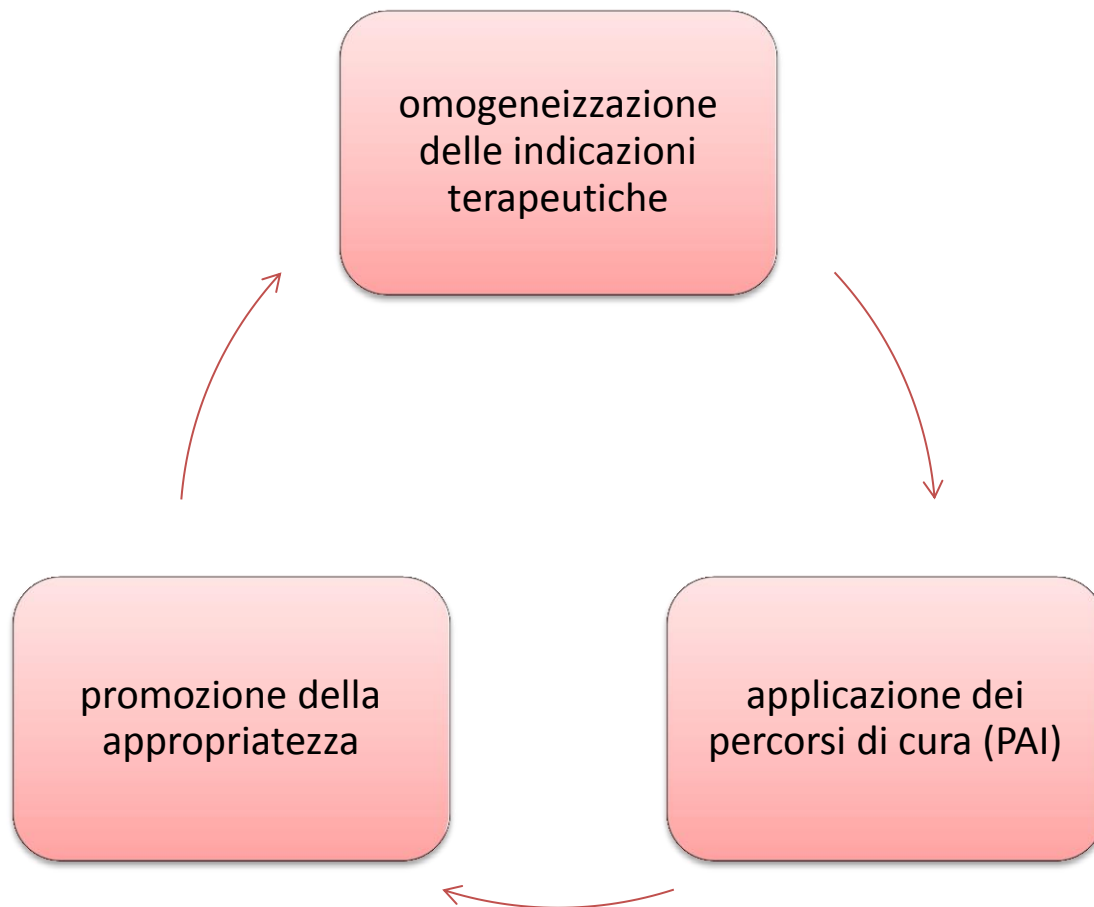 omogeneizzazione
delle indicazioni
terapeutiche
promozione della
appropriatezza
applicazione dei
percorsi di cura (PAI)